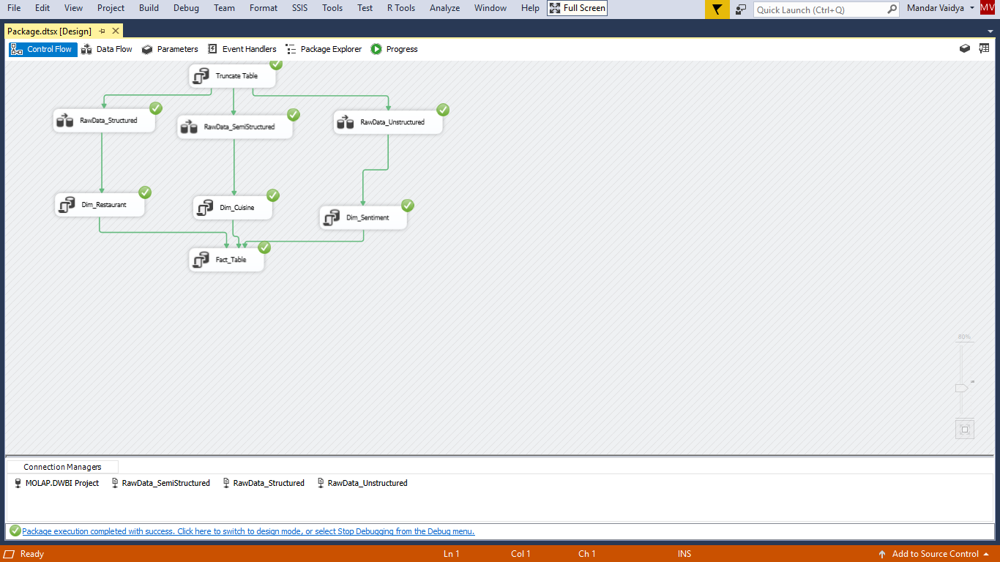 File Edit View Project Build Debug Team Format SSIS Tools Test R Tools Analyze Window Help Full Screen Quick Launch (Ctrl+Q) Mandar Vaidya MV
Package.dtsx [Design]
Control Flow Data Flow Parameters Event Handlers Package Explorer Progress
Truncate Table
RawData_Structured RawData_SemiStructured RawData_Unstructured
Dim_Restaurant Dim_Cuisine Dim_Sentiment
Fact_Table
80%
Connection Managers
MOLAP.DWBI Project RawData_SemiStructured RawData_Structured RawData_Unstructured
Package execution completed with success. Click here to switch to design mode, or select Stop Debugging from the Debug menu.
Ready Ln 1 Col 1 Ch 1 INS Add to Source Control